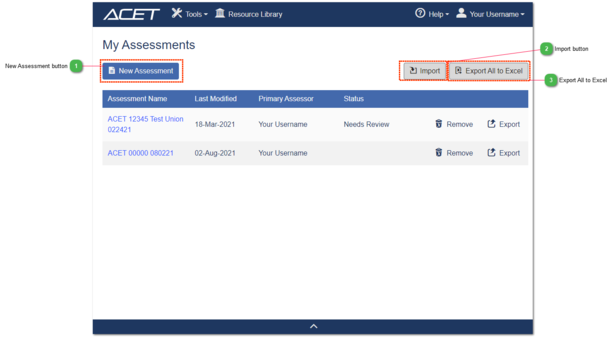 ACET Tools Resource Library Help Your Username
My Assessments
2 Import button
New Assessment button 1
New Assessment Import Export All to Excel
3 Export All to Excel
Assessment Name Last Modified Primary Assessor Status
ACET 12345 Test Union
022421
18-Mar-2021 Your Username Needs Review Remove Export
ACET 00000 080221 02-Aug-2021 Your Username Remove Export